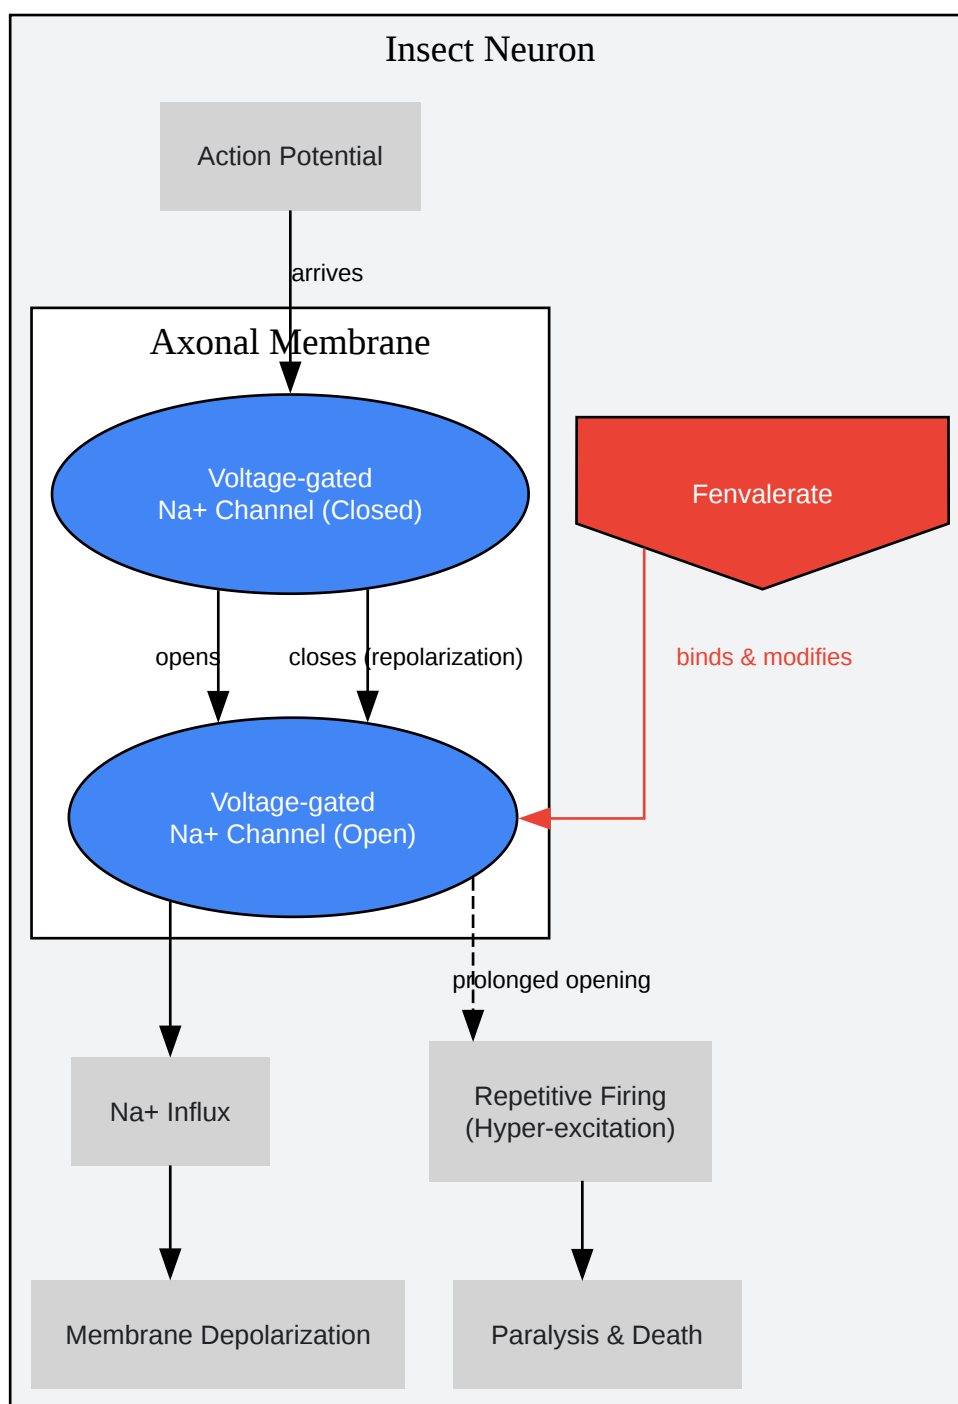 Insect Neuron
Action Potential
arrives
Axonal Membrane
Voltage-gated
Na+ Channel (Closed)
Fenvalerate
opens
closes (repolarization)
binds & modifies
Voltage-gated
Na+ Channel (Open)
prolonged opening
Na+ Influx
Repetitive Firing
(Hyper-excitation)
Membrane Depolarization
Paralysis & Death